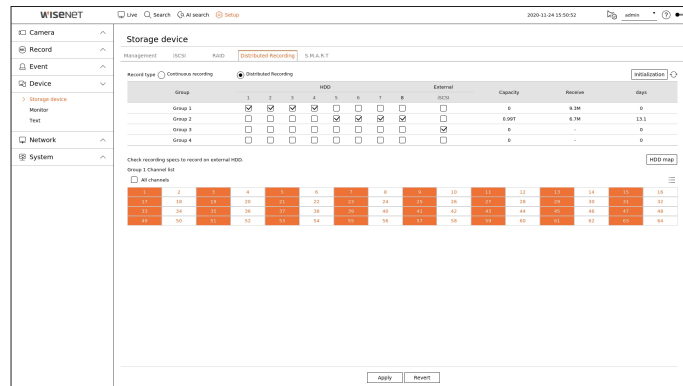 WISENET
Live Search AI search Setup 2020-11-24 15:50:52 admin ?
Camera
Record
Event
Device
> Storage device
Monitor
Text
Network
System
Storage device
Management iSCSI RAID Distributed Recording S.M.A.R.T
Record type Continuous recording Distributed Recording Initialization
Group HDD External Capacity Receive days
1 2 3 4 5 6 7 8 iSCSI
Group 1 0 9.3M 0
Group 2 0.99T 6.7M 13.1
Group 3 0 - 0
Group 4 0 - 0
Check recording specs to record on external HDD. HDD map
Group 1 Channel list
All channels
1 2 3 4 5 6 7 8 9 10 11 12 13 14 15 16
17 18 19 20 21 22 23 24 25 26 27 28 29 30 31 32
33 34 35 36 37 38 39 40 41 42 43 44 45 46 47 48
49 50 51 52 53 54 55 56 57 58 59 60 61 62 63 64
Apply Revert